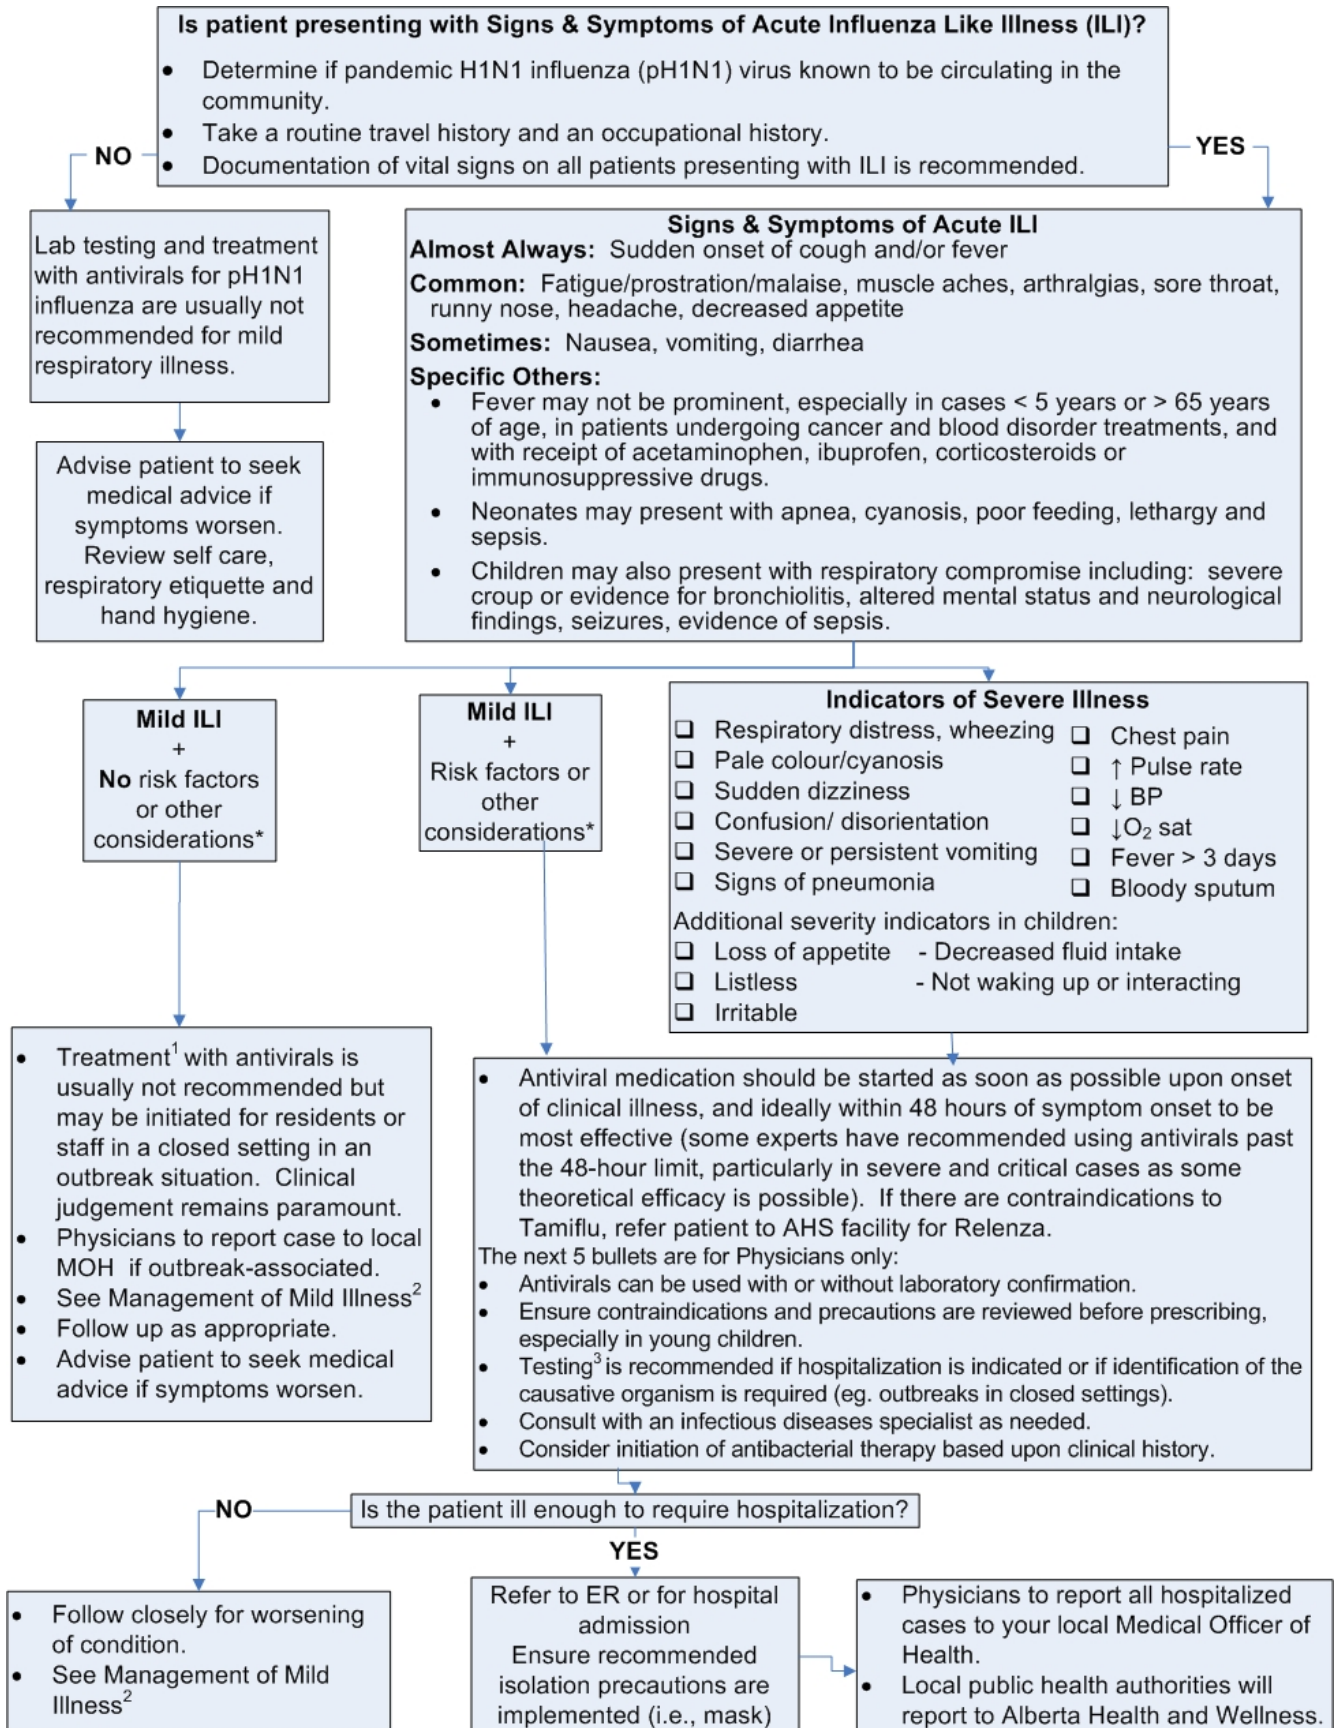 Is patient presenting with Signs & Symptoms of Acute Influenza Like Illness (ILI)?
• Determine if pandemic H1N1 influenza (pH1N1) virus known to be circulating in the
community.
• Take a routine travel history and an occupational history.
• Documentation of vital signs on all patients presenting with ILI is recommended.
NO
YES
Lab testing and treatment
with antivirals for pH1N1
influenza are usually not
recommended for mild
respiratory illness.
Advise patient to seek
medical advice if
symptoms worsen.
Review self care,
respiratory etiquette and
hand hygiene.
Signs & Symptoms of Acute ILI
Almost Always: Sudden onset of cough and/or fever
Common: Fatigue/prostration/malaise, muscle aches, arthralgias, sore throat,
runny nose, headache, decreased appetite
Sometimes: Nausea, vomiting, diarrhea
Specific Others:
• Fever may not be prominent, especially in cases < 5 years or > 65 years
of age, in patients undergoing cancer and blood disorder treatments, and
with receipt of acetaminophen, ibuprofen, corticosteroids or
immunosuppressive drugs.
• Neonates may present with apnea, cyanosis, poor feeding, lethargy and
sepsis.
• Children may also present with respiratory compromise including: severe
croup or evidence for bronchiolitis, altered mental status and neurological
findings, seizures, evidence of sepsis.
Mild ILI
+
No risk factors
or other
considerations*
Mild ILI
+
Risk factors or
other
considerations*
Indicators of Severe Illness
❑ Respiratory distress, wheezing
❑ Pale colour/cyanosis
❑ Sudden dizziness
❑ Confusion/ disorientation
❑ Severe or persistent vomiting
❑ Signs of pneumonia
❑ Chest pain
❑ ↑ Pulse rate
❑ ↓ BP
❑ ↓O₂ sat
❑ Fever > 3 days
❑ Bloody sputum
Additional severity indicators in children:
❑ Loss of appetite - Decreased fluid intake
❑ Listless - Not waking up or interacting
❑ Irritable
• Treatment¹ with antivirals is
usually not recommended but
may be initiated for residents or
staff in a closed setting in an
outbreak situation. Clinical
judgement remains paramount.
• Physicians to report case to local
MOH if outbreak-associated.
• See Management of Mild Illness²
• Follow up as appropriate.
• Advise patient to seek medical
advice if symptoms worsen.
• Antiviral medication should be started as soon as possible upon onset
of clinical illness, and ideally within 48 hours of symptom onset to be
most effective (some experts have recommended using antivirals past
the 48-hour limit, particularly in severe and critical cases as some
theoretical efficacy is possible). If there are contraindications to
Tamiflu, refer patient to AHS facility for Relenza.
The next 5 bullets are for Physicians only:
• Antivirals can be used with or without laboratory confirmation.
• Ensure contraindications and precautions are reviewed before prescribing,
especially in young children.
• Testing³ is recommended if hospitalization is indicated or if identification of the
causative organism is required (eg. outbreaks in closed settings).
• Consult with an infectious diseases specialist as needed.
• Consider initiation of antibacterial therapy based upon clinical history.
Is the patient ill enough to require hospitalization?
NO
YES
• Follow closely for worsening
of condition.
• See Management of Mild
Illness²
Refer to ER or for hospital
admission
Ensure recommended
isolation precautions are
implemented (i.e., mask)
• Physicians to report all hospitalized
cases to your local Medical Officer of
Health.
• Local public health authorities will
report to Alberta Health and Wellness.